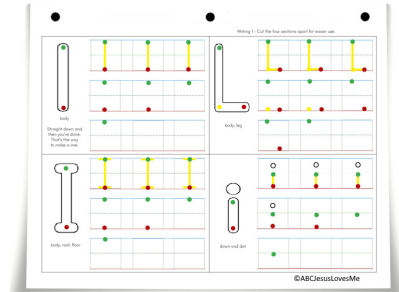 Writing 1 - Cut the four sections apart for easier use.
body
Straight down and
then you're done.
That's the way
to make a one.
body, leg
body, roof, floor
down and dot
©ABCJesusLovesMe